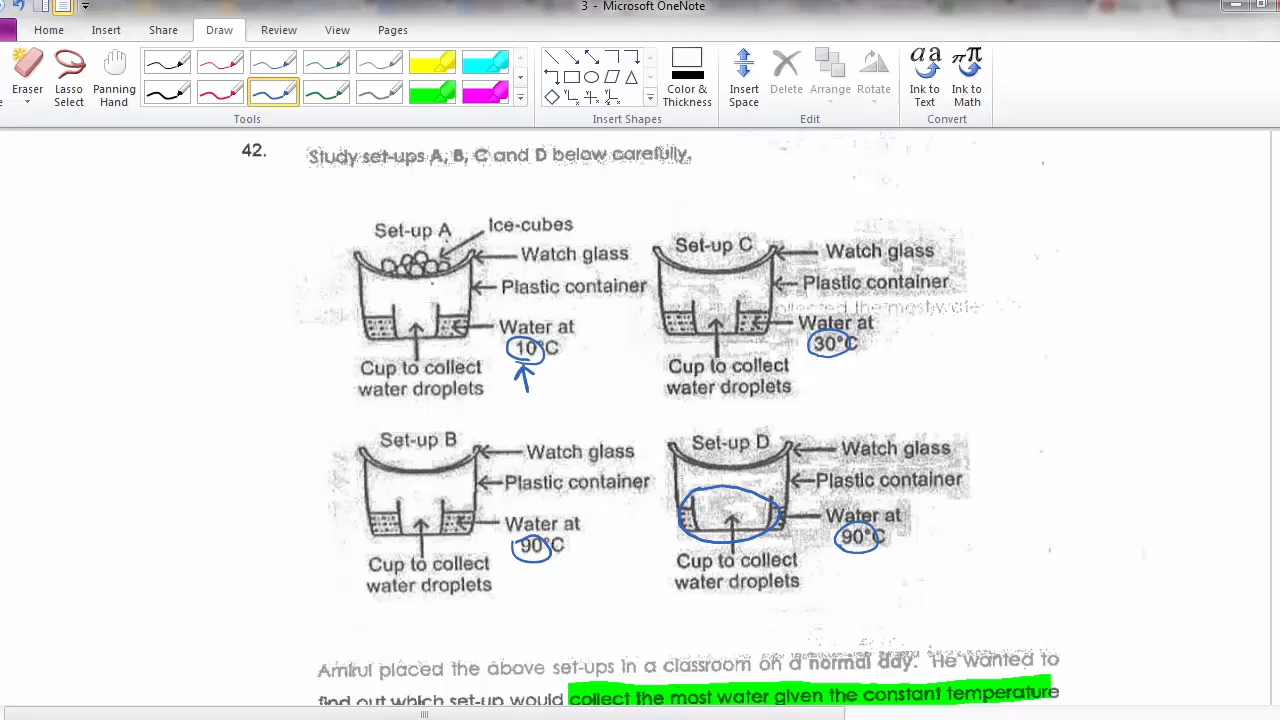 3 - Microsoft OneNote
Home Insert Share Draw Review View Pages
Eraser Lasso Select Panning Hand Color & Thickness Insert Space Delete Arrange Rotate Ink to Text Ink to Math
Tools Insert Shapes Edit Convert
42. Study set-ups A, B, C and D below carefully.
Set-up A
Ice-cubes
Watch glass
Plastic container
Water at
10°C
Cup to collect
water droplets
Set-up C
Watch glass
Plastic container
Water at
30°C
Cup to collect
water droplets
Set-up B
Watch glass
Plastic container
Water at
90°C
Cup to collect
water droplets
Set-up D
Watch glass
Plastic container
Water at
90°C
Cup to collect
water droplets
Amirul placed the above set-ups in a classroom on a normal day. He wanted to
find out which set-up would collect the most water given the constant temperature